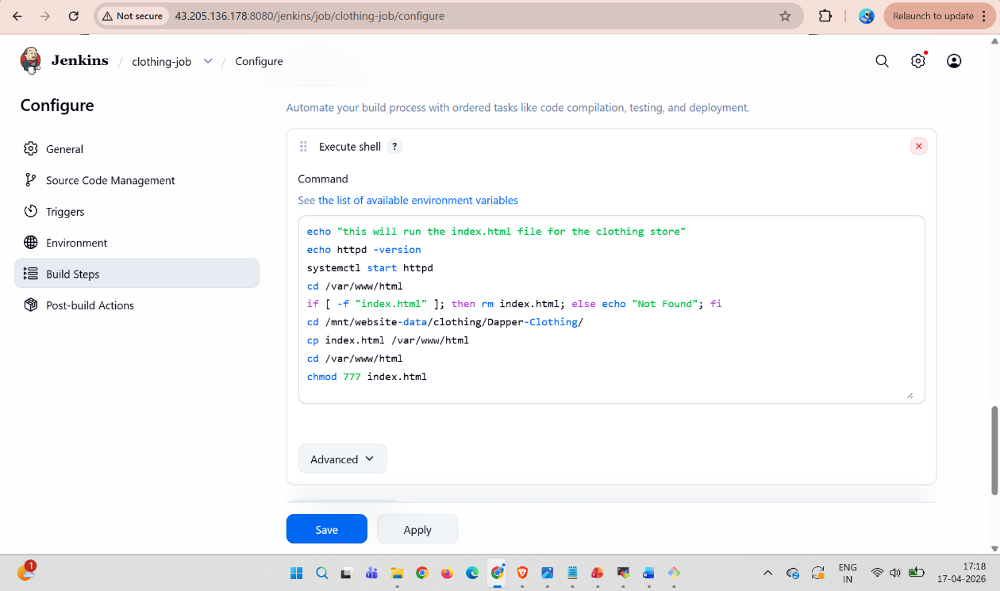 Not secure
43.205.136.178:8080/jenkins/job/clothing-job/configure
Relaunch to update
Jenkins / clothing-job / Configure
Configure
General
Source Code Management
Triggers
Environment
Build Steps
Post-build Actions
Automate your build process with ordered tasks like code compilation, testing, and deployment.
Execute shell ?
Command
See the list of available environment variables
echo "this will run the index.html file for the clothing store"
echo httpd -version
systemctl start httpd
cd /var/www/html
if [ -f "index.html" ]; then rm index.html; else echo "Not Found"; fi
cd /mnt/website-data/clothing/Dapper-Clothing/
cp index.html /var/www/html
cd /var/www/html
chmod 777 index.html
Advanced
Save
Apply
1
ENG
IN
17:18
17-04-2026